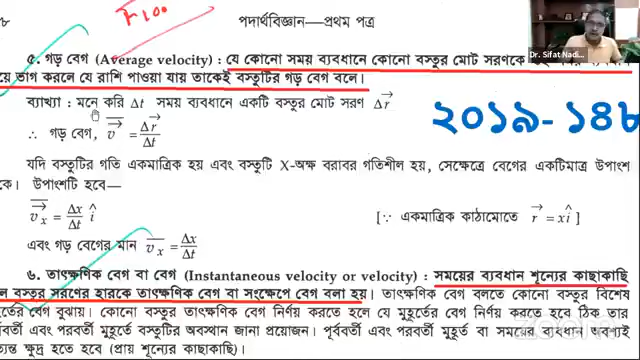 ৮
পদার্থবিজ্ঞান—প্রথম পত্র
Dr. Sifat Nadi...
৫. গড় বেগ (Average velocity) : যে কোনো সময় ব্যবধানে কোনো বস্তুর মোট সরণকে
য়ে ভাগ করলে যে রাশি পাওয়া যায় তাকেই বস্তুটির গড় বেগ বলে।
ব্যাখ্যা : মনে করি Δt সময় ব্যবধানে একটি বস্তুর মোট সরণ Δr⃗
২০১৯- ১৪৮
∴ গড় বেগ, v⃗ = Δr⃗/Δt
যদি বস্তুটির গতি একমাত্রিক হয় এবং বস্তুটি X-অক্ষ বরাবর গতিশীল হয়, সেক্ষেত্রে বেগের একটিমাত্র উপাংশ
কে। উপাংশটি হবে—
v⃗ₓ = Δx/Δt î [∵ একমাত্রিক কাঠামোতে r⃗ = xî]
এবং গড় বেগের মান vₓ = Δx/Δt
৬. তাৎক্ষণিক বেগ বা বেগ (Instantaneous velocity or velocity) : সময়ের ব্যবধান শূন্যের কাছাকাছি
লে বস্তুর সরণের হারকে তাৎক্ষণিক বেগ বা সংক্ষেপে বেগ বলা হয়। তাৎক্ষণিক বেগ বলতে কোনো বস্তুর বিশেষ
হূর্তের বেগ বুঝায়। কোনো বস্তুর তাৎক্ষণিক বেগ নির্ণয় করতে হলে যে মুহূর্তের বেগ নির্ণয় করতে হবে ঠিক তার
র্ববর্তী এবং পরবর্তী মুহূর্তে বস্তুটির অবস্থান জানা প্রয়োজন। পূর্ববর্তী এবং পরবর্তী মুহূর্ত বা সময়ের ব্যবধান অবশ্যই
ত্যন্ত ক্ষুদ্র হতে হবে (প্রায় শূন্যের কাছাকাছি)।
zoom